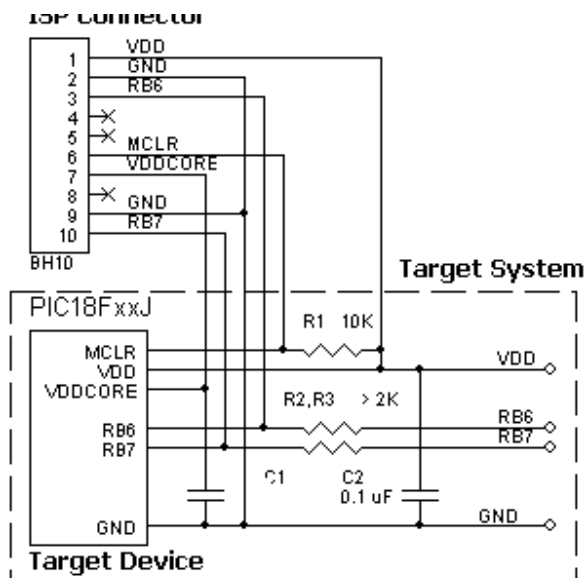 ISP Connector
VDD
1
GND
2
RB6
3
4
5
MCLR
6
VDDCORE
7
8
GND
9
RB7
10
BH10
Target System
PIC18FxxJ
R1 10K
MCLR
VDD
VDD
VDDCORE
R2,R3 > 2K
RB6
RB6
RB7
RB7
C1 C2
0.1 uF
GND
GND
Target Device